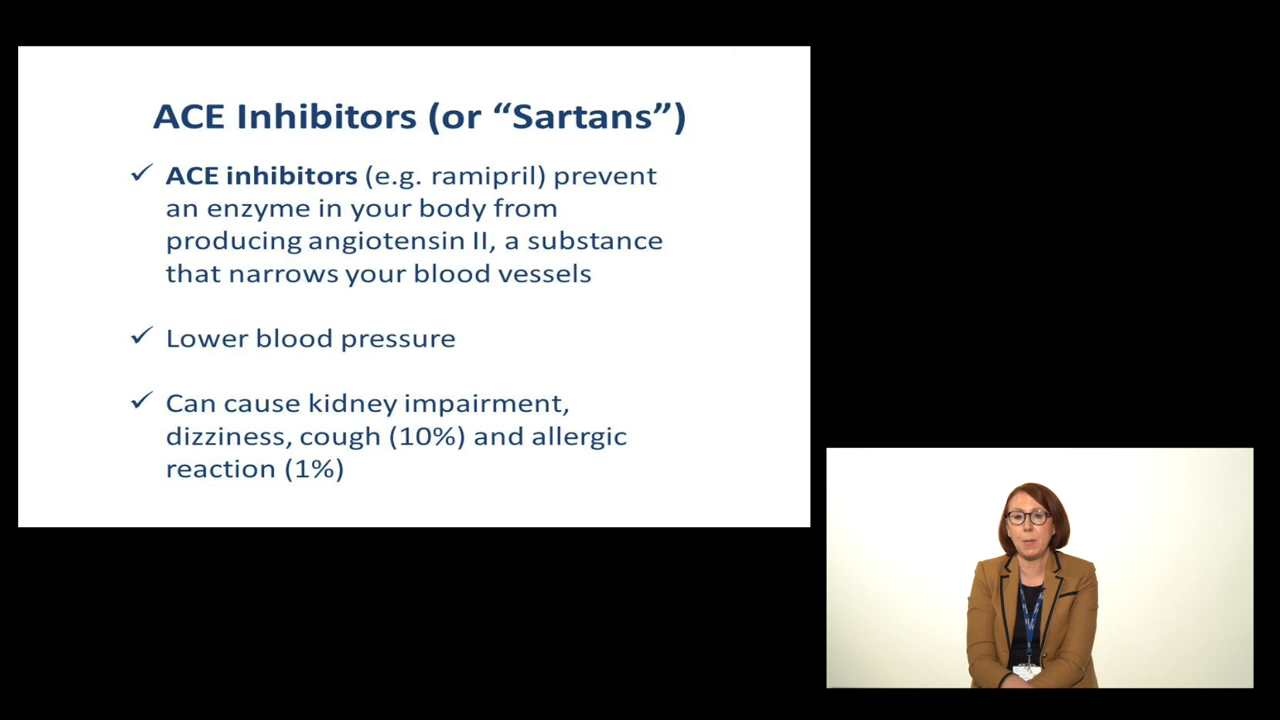 ACE Inhibitors (or “Sartans”)
✓ ACE inhibitors (e.g. ramipril) prevent
an enzyme in your body from
producing angiotensin II, a substance
that narrows your blood vessels
✓ Lower blood pressure
✓ Can cause kidney impairment,
dizziness, cough (10%) and allergic
reaction (1%)